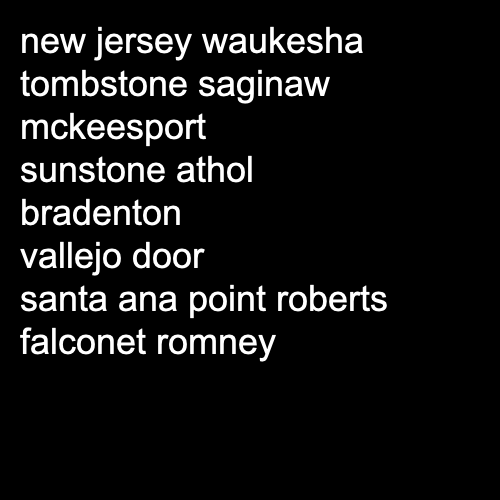 new jersey waukesha
tombstone saginaw
mckeesport
sunstone athol
bradenton
vallejo door
santa ana point roberts
falconet romney